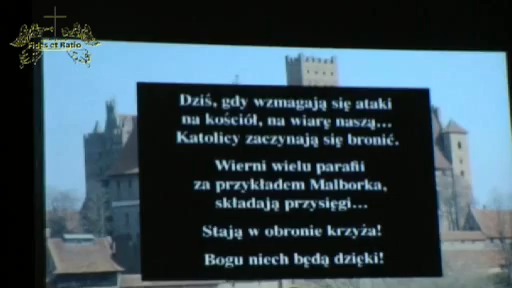 Fides et Ratio
Dziś, gdy wzmagają się ataki
na kościół, na wiarę naszą...
Katolicy zaczynają się bronić.
Wierni wielu parafii
za przykładem Malborka,
składają przysięgi...
Stają w obronie krzyża!
Bogu niech będą dzięki!